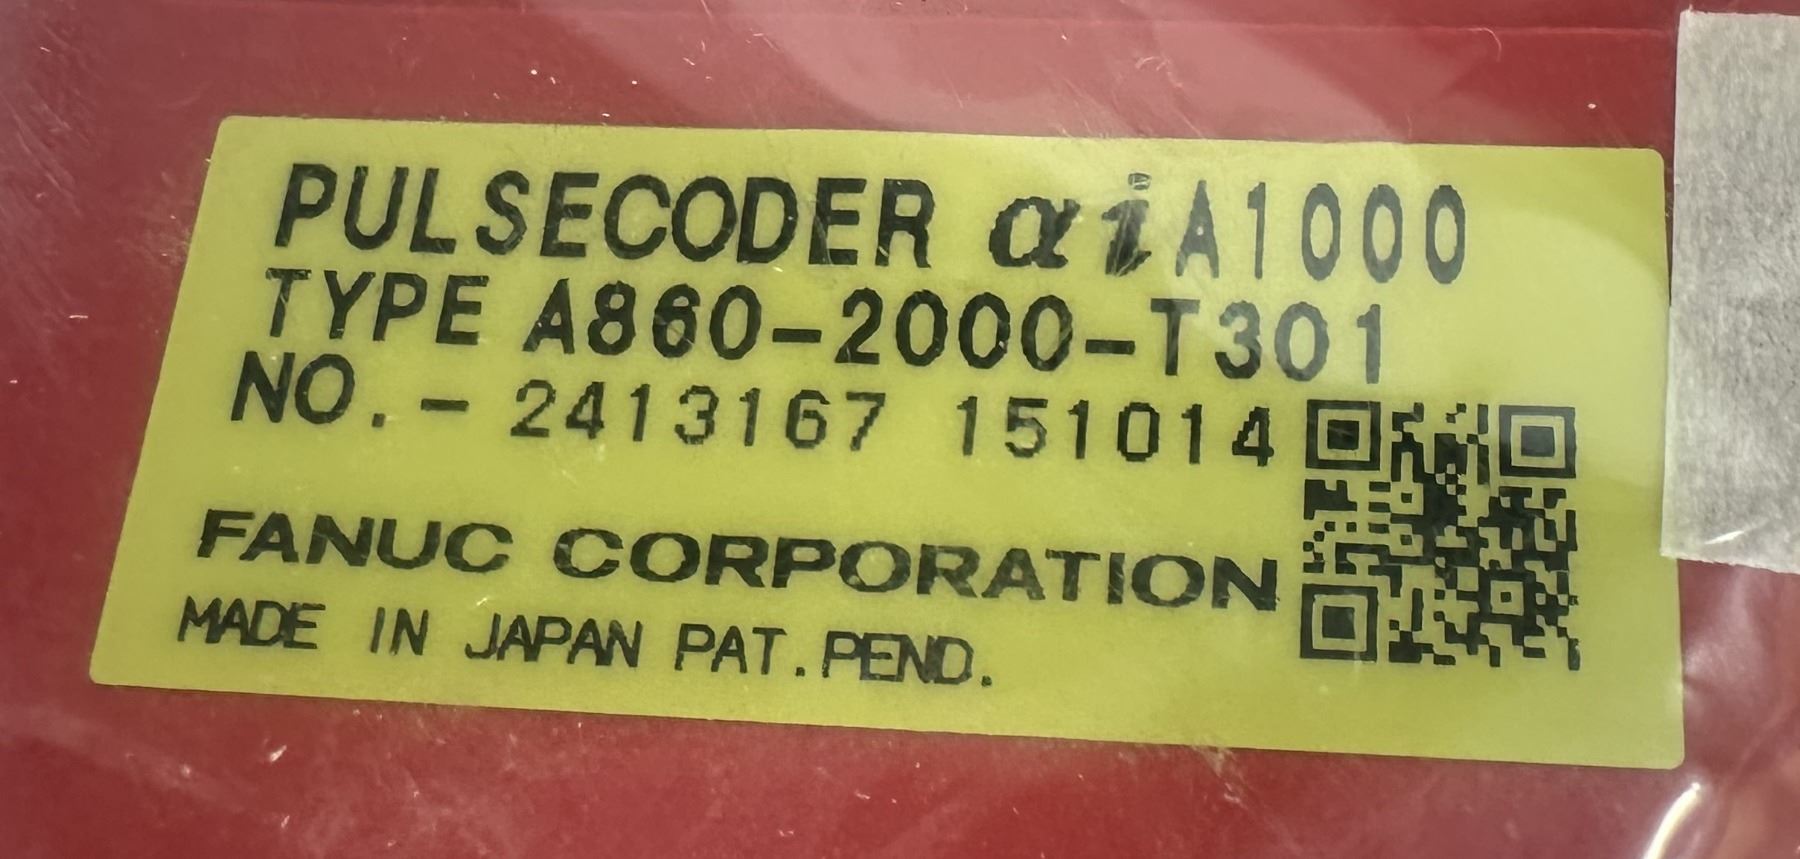 PULSECODER αiA1000
TYPE A860-2000-T301
NO.- 2413167 151014
FANUC CORPORATION
MADE IN JAPAN PAT.PEND.